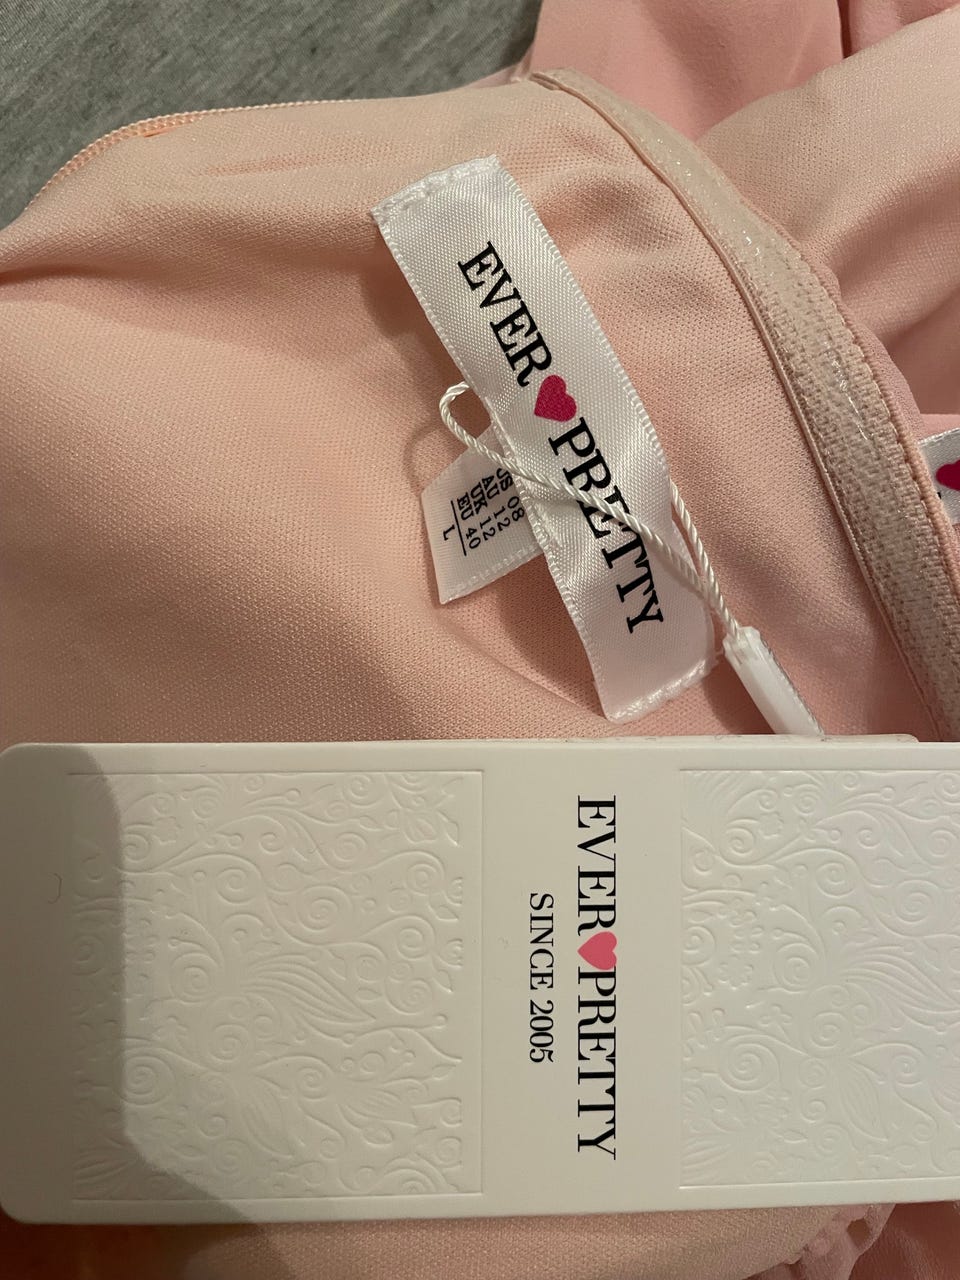 EVER PRETTY
US 08
AU 12
UK 12
EU 40
L
EVER PRETTY
SINCE 2005